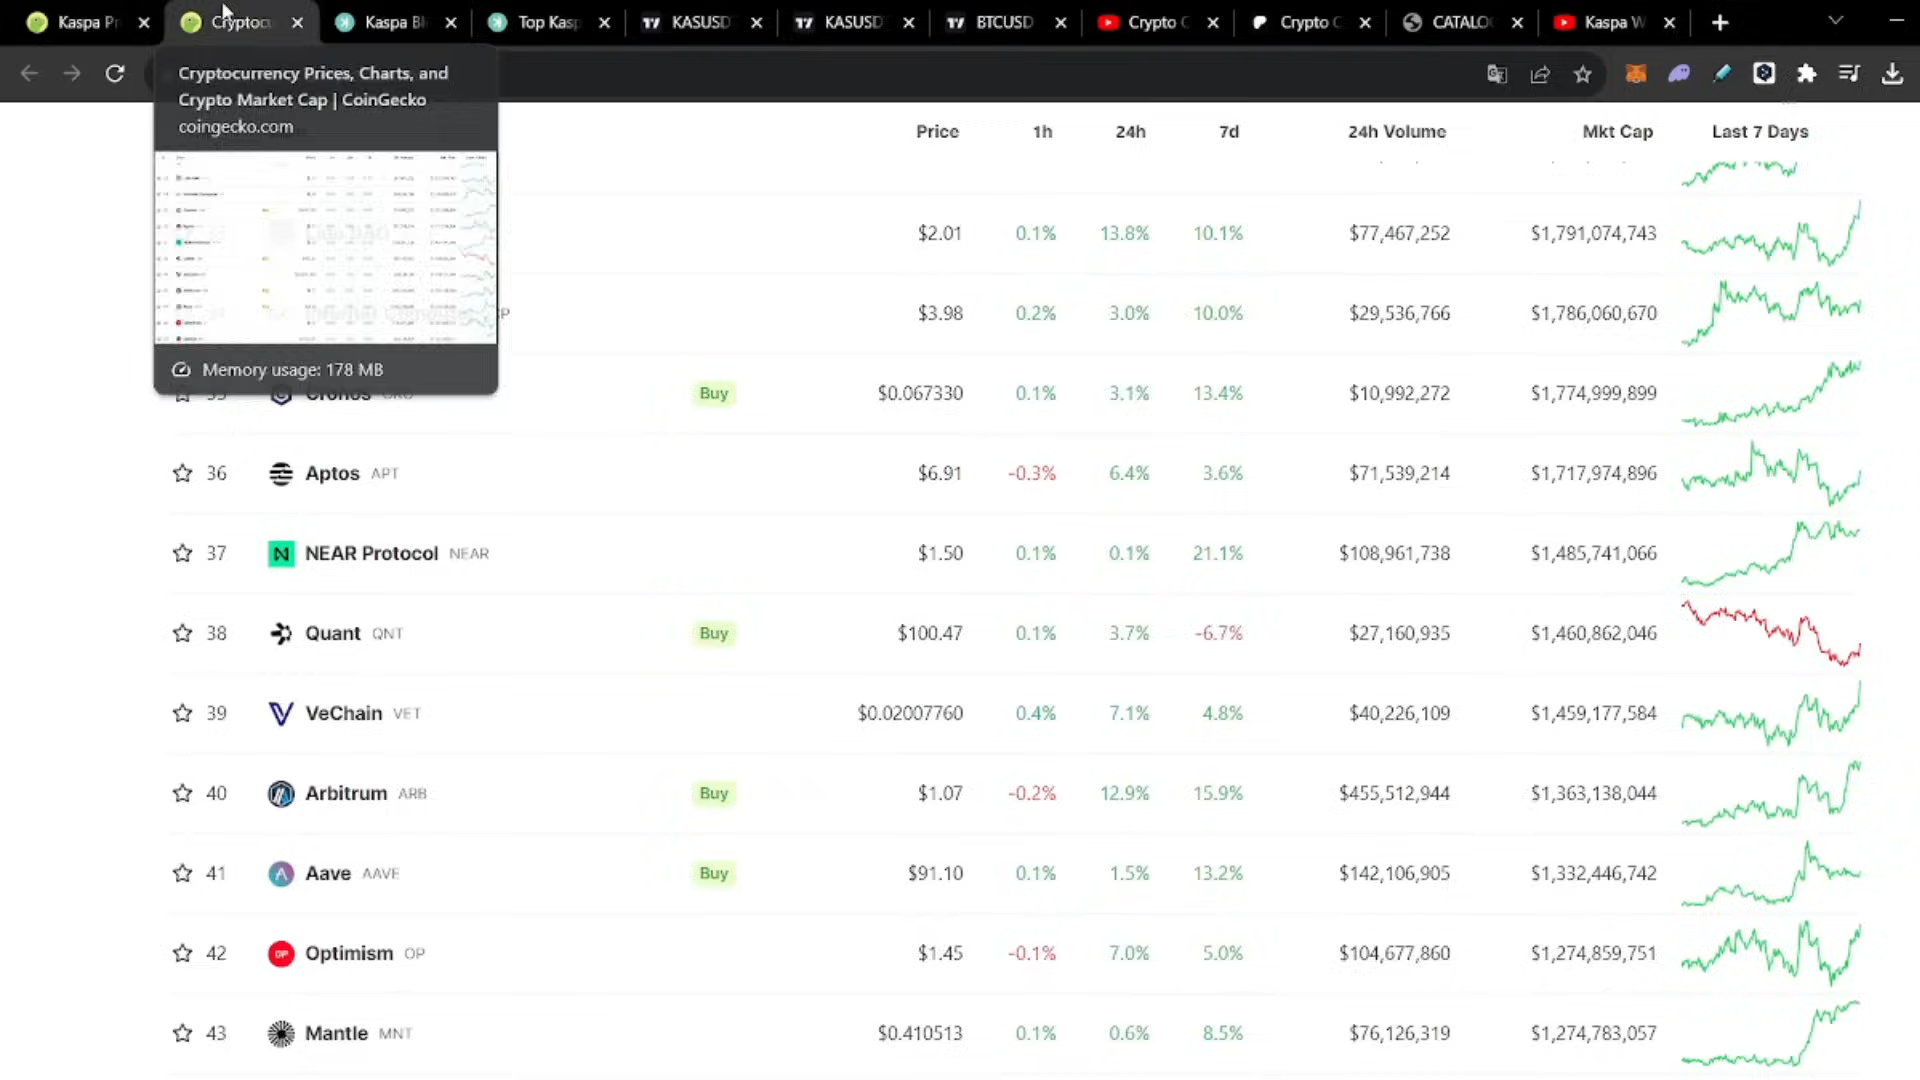 Kaspa Pr
Cryptocu
Kaspa Bl
Top Kasp
KASUSD
KASUSD
BTCUSD
Crypto C
Crypto C
CATALO
Kaspa W
Cryptocurrency Prices, Charts, and
Crypto Market Cap | CoinGecko
coingecko.com
Memory usage: 178 MB
Price 1h 24h 7d 24h Volume Mkt Cap Last 7 Days
$2.01 0.1% 13.8% 10.1% $77,467,252 $1,791,074,743
$3.98 0.2% 3.0% 10.0% $29,536,766 $1,786,060,670
35 Cronos CRO Buy $0.067330 0.1% 3.1% 13.4% $10,992,272 $1,774,999,899
36 Aptos APT $6.91 -0.3% 6.4% 3.6% $71,539,214 $1,717,974,896
37 NEAR Protocol NEAR $1.50 0.1% 0.1% 21.1% $108,961,738 $1,485,741,066
38 Quant QNT Buy $100.47 0.1% 3.7% -6.7% $27,160,935 $1,460,862,046
39 VeChain VET $0.02007760 0.4% 7.1% 4.8% $40,226,109 $1,459,177,584
40 Arbitrum ARB Buy $1.07 -0.2% 12.9% 15.9% $455,512,944 $1,363,138,044
41 Aave AAVE Buy $91.10 0.1% 1.5% 13.2% $142,106,905 $1,332,446,742
42 OP Optimism OP $1.45 -0.1% 7.0% 5.0% $104,677,860 $1,274,859,751
43 Mantle MNT $0.410513 0.1% 0.6% 8.5% $76,126,319 $1,274,783,057